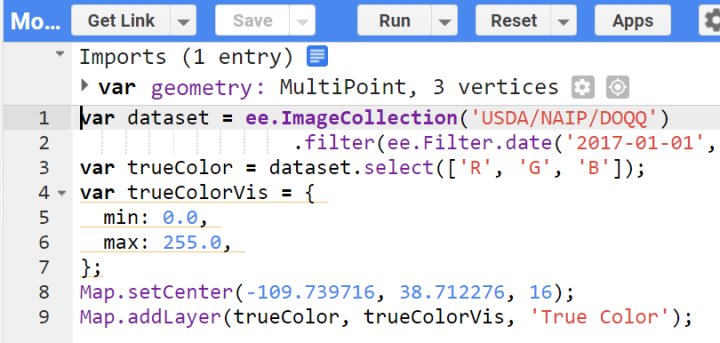 Mo... Get Link Save Run Reset Apps
Imports (1 entry)
var geometry: MultiPoint, 3 vertices
1 var dataset = ee.ImageCollection('USDA/NAIP/DOQQ')
2 .filter(ee.Filter.date('2017-01-01',
3 var trueColor = dataset.select(['R', 'G', 'B']);
4 var trueColorVis = {
5 min: 0.0,
6 max: 255.0,
7 };
8 Map.setCenter(-109.739716, 38.712276, 16);
9 Map.addLayer(trueColor, trueColorVis, 'True Color');